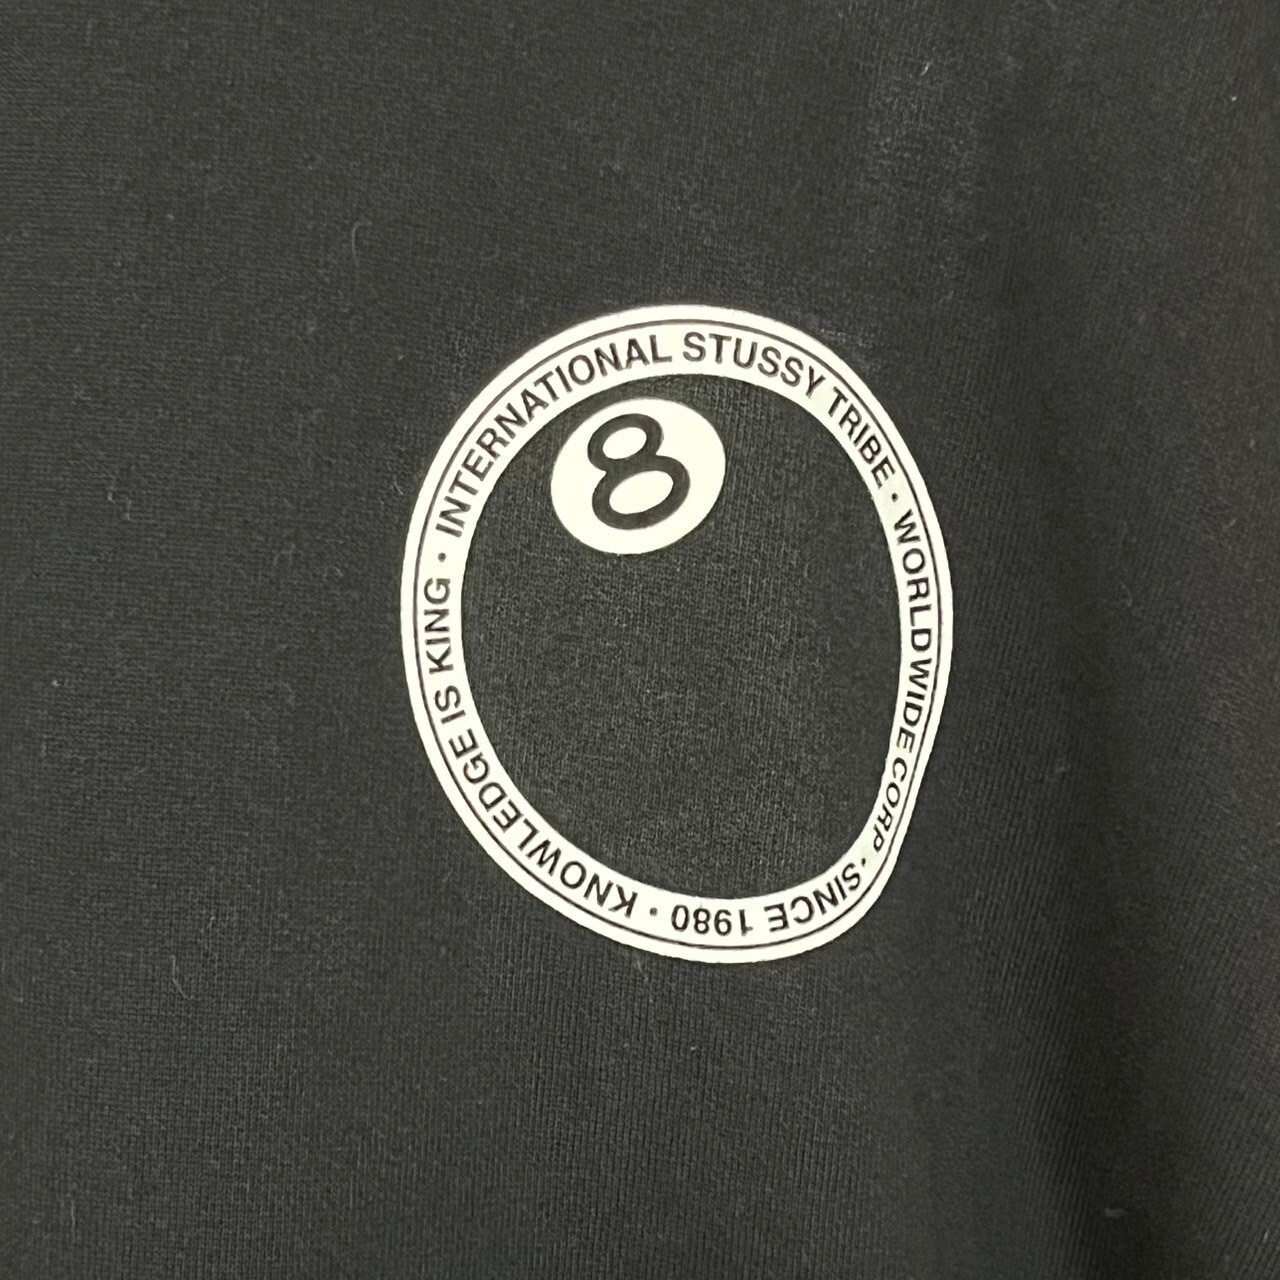 INTERNATIONAL STUSSY TRIBE · WORLDWIDE CORP · SINCE 1980 · KNOWLEDGE IS KING ·
8